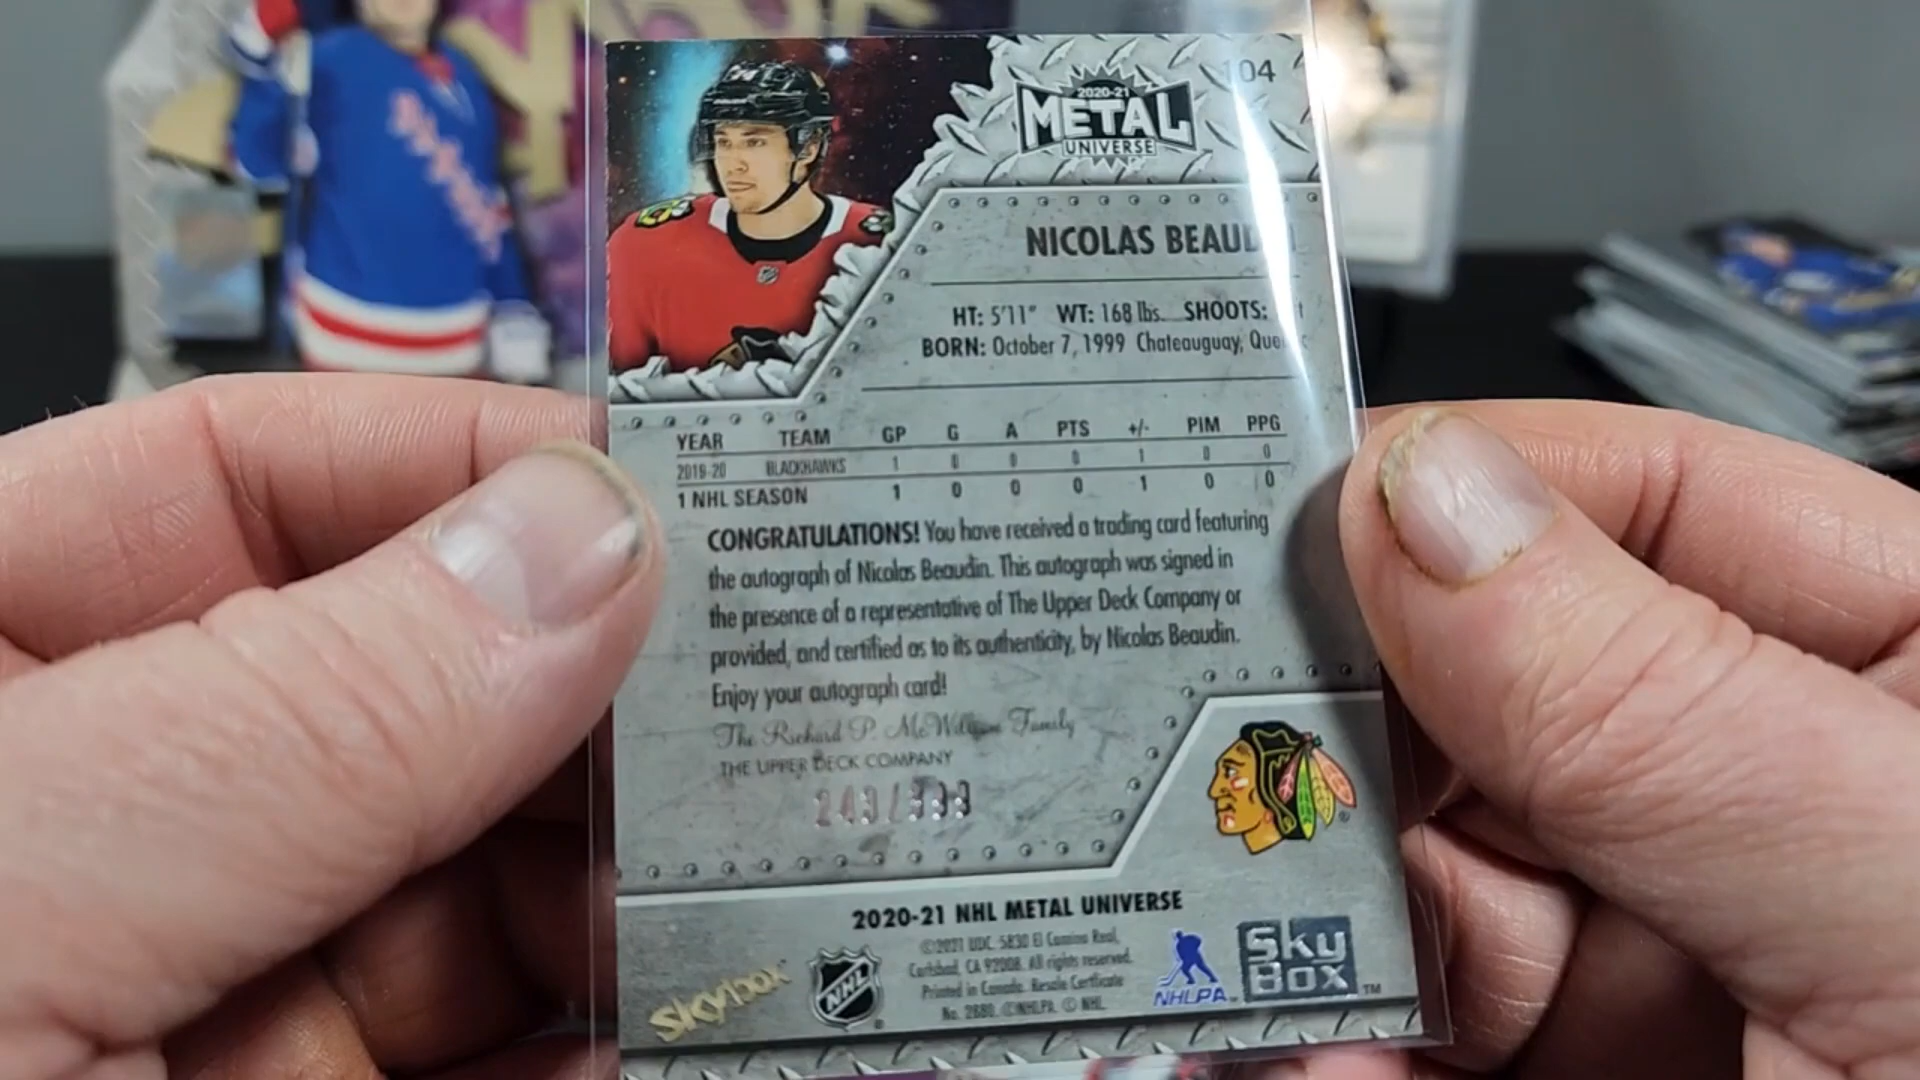 104
2020-21
METAL
UNIVERSE
NICOLAS BEAUD
HT: 5'11" WT: 168 lbs. SHOOTS:
BORN: October 7, 1999 Chateauguay, Que
YEAR TEAM GP G A PTS +/- PIM PPG
2019-20 BLACKHAWKS 1 0 0 0 1 0 0
1 NHL SEASON 1 0 0 0 1 0 0
CONGRATULATIONS! You have received a trading card featuring
the autograph of Nicolas Beaudin. This autograph was signed in
the presence of a representative of The Upper Deck Company or
provided, and certified as to its authenticity, by Nicolas Beaudin.
Enjoy your autograph card!
The Richard P. McWilliam Family
THE UPPER DECK COMPANY
2020-21 NHL METAL UNIVERSE
©2021 UDC. 5830 El Camino Real,
Carlsbad, CA 92008. All rights reserved.
Printed in Canada. Resale Certificate
No. 2880. ©NHLPA. © NHL.
Skybox
NHL
NHLPA™
Sky
Box™